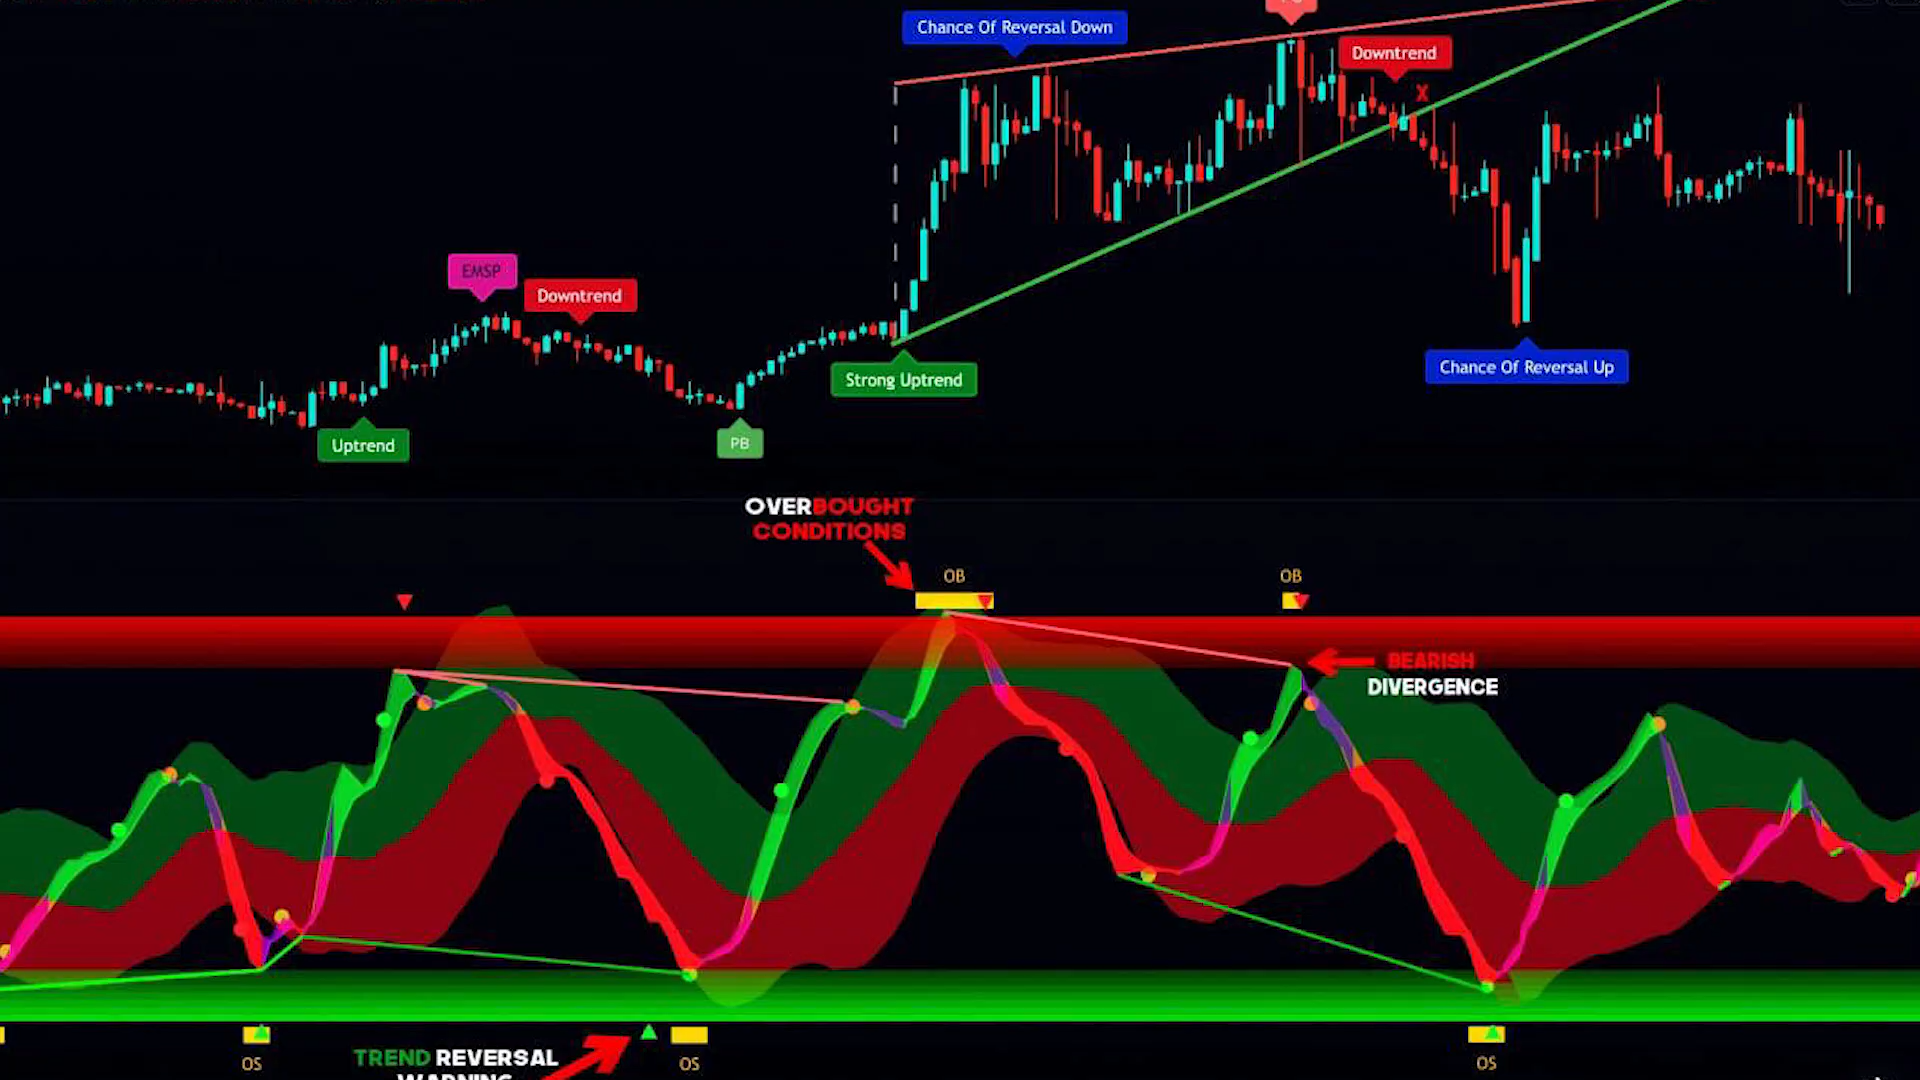 Chance Of Reversal Down
Downtrend
X
EMSP
Downtrend
Strong Uptrend
Chance Of Reversal Up
Uptrend
PB
OVERBOUGHT
CONDITIONS
OB
OB
BEARISH
DIVERGENCE
OS
TREND REVERSAL
WARNING
OS
OS